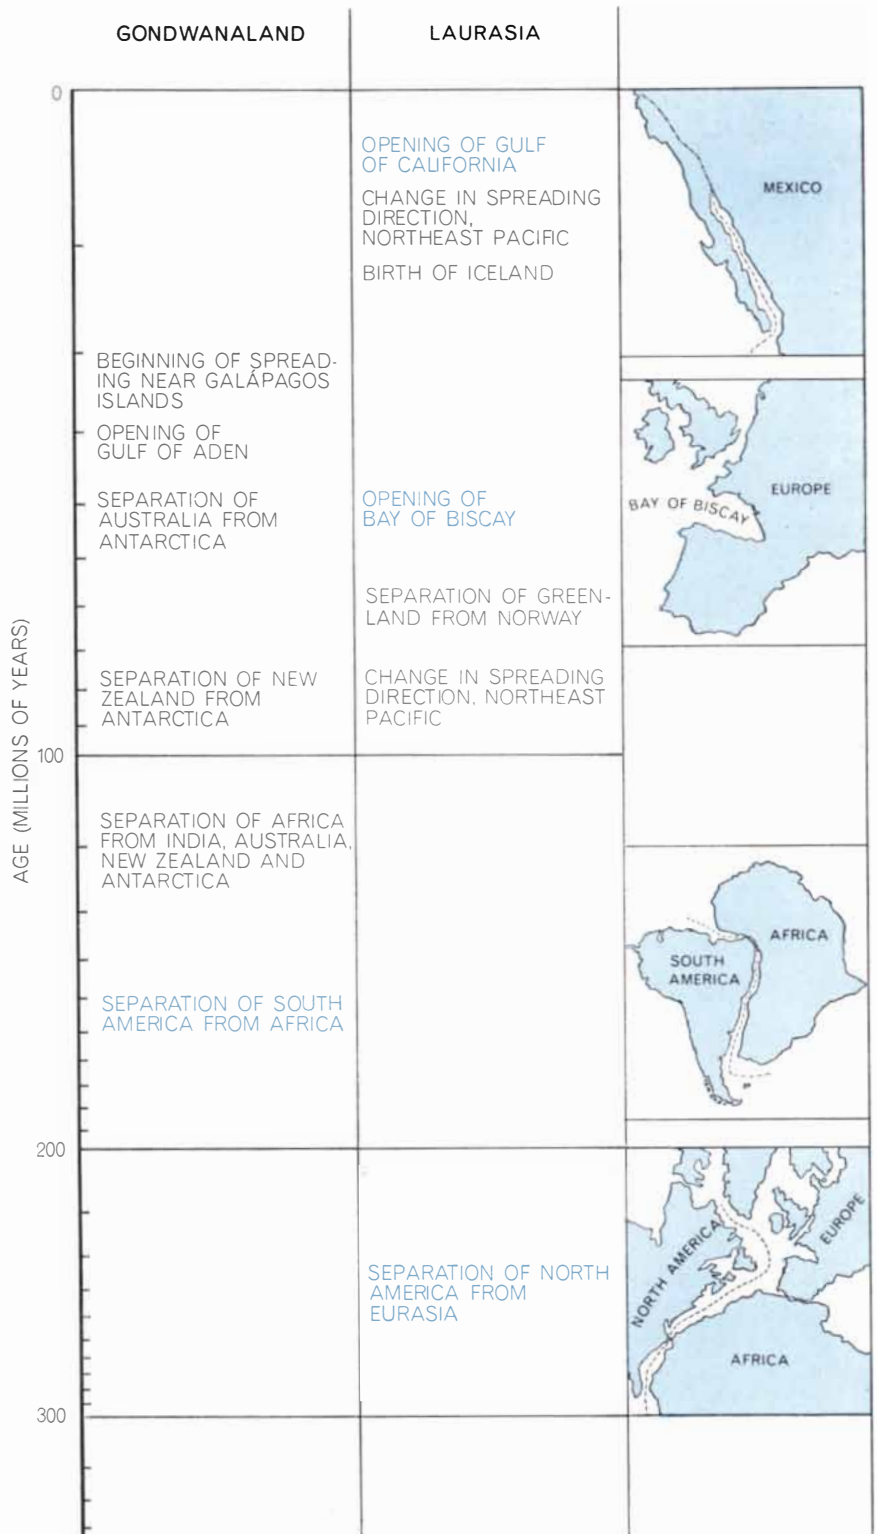 GONDWANALAND
LAURASIA
0
OPENING OF GULF
OF CALIFORNIA
CHANGE IN SPREADING
DIRECTION,
NORTHEAST PACIFIC
BIRTH OF ICELAND
MEXICO
BEGINNING OF SPREAD-
ING NEAR GALÁPAGOS
ISLANDS
OPENING OF
GULF OF ADEN
SEPARATION OF
AUSTRALIA FROM
ANTARCTICA
OPENING OF
BAY OF BISCAY
BAY OF BISCAY
EUROPE
SEPARATION OF GREEN-
LAND FROM NORWAY
SEPARATION OF NEW
ZEALAND FROM
ANTARCTICA
CHANGE IN SPREADING
DIRECTION, NORTHEAST
PACIFIC
AGE (MILLIONS OF YEARS)
100
SEPARATION OF AFRICA
FROM INDIA, AUSTRALIA,
NEW ZEALAND AND
ANTARCTICA
SEPARATION OF SOUTH
AMERICA FROM AFRICA
AFRICA
SOUTH
AMERICA
200
SEPARATION OF NORTH
AMERICA FROM
EURASIA
NORTH AMERICA
EUROPE
AFRICA
300